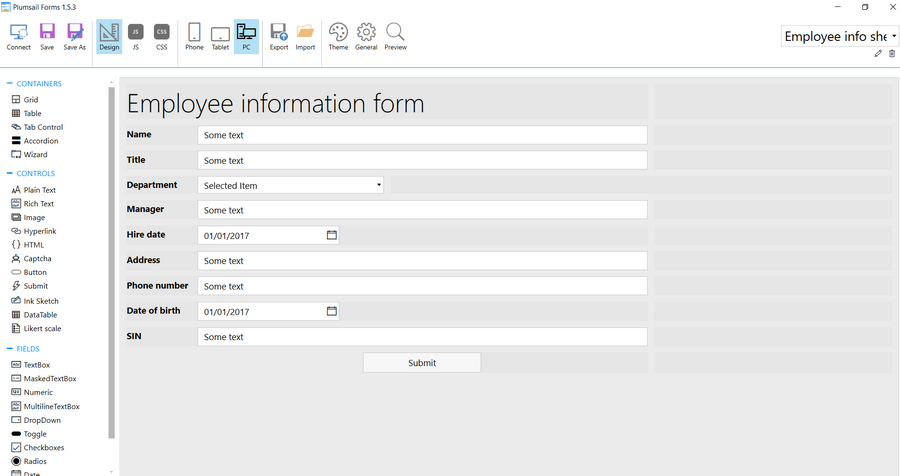 Plumsail Forms 1.5.3
Connect Save Save As Design JS JS CSS CSS Phone Tablet PC Export Import Theme General Preview
Employee info she
CONTAINERS
Grid
Table
Tab Control
Accordion
Wizard
CONTROLS
Plain Text
Rich Text
Image
Hyperlink
HTML
Captcha
Button
Submit
Ink Sketch
DataTable
Likert scale
FIELDS
TextBox
MaskedTextBox
Numeric
MultilineTextBox
DropDown
Toggle
Checkboxes
Radios
Date
Employee information form
Name Some text
Title Some text
Department Selected Item
Manager Some text
Hire date 01/01/2017
Address Some text
Phone number Some text
Date of birth 01/01/2017
SIN Some text
Submit